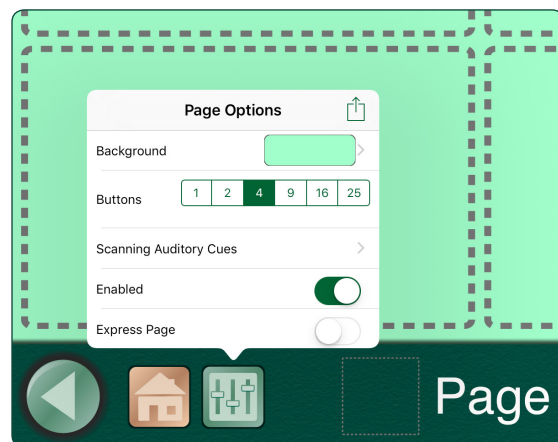 Page Options
Background
Buttons 1 2 4 9 16 25
Scanning Auditory Cues
Enabled
Express Page
Page